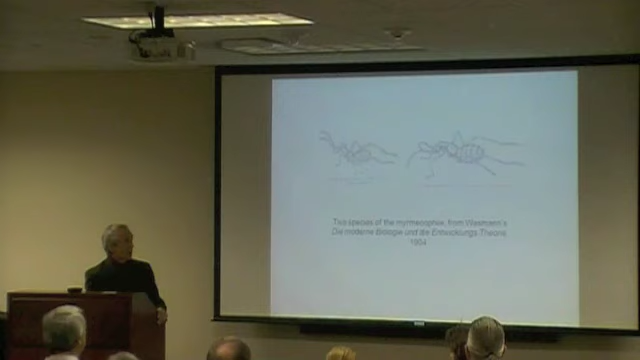 Two species of the myrmecophile, from Wasmann's
Die moderne Biologie und die Entwicklungs-Theorie
1904